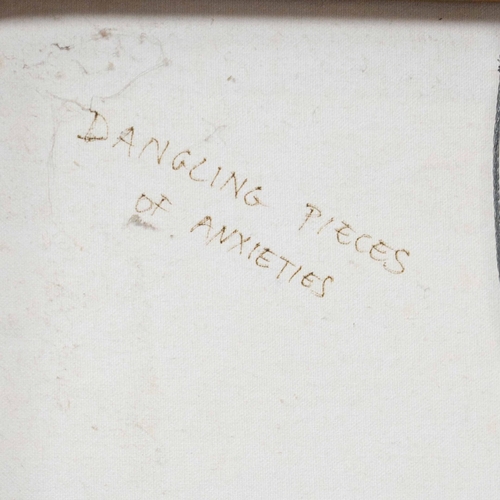 DANGLING PIECES
OF ANXIETIES